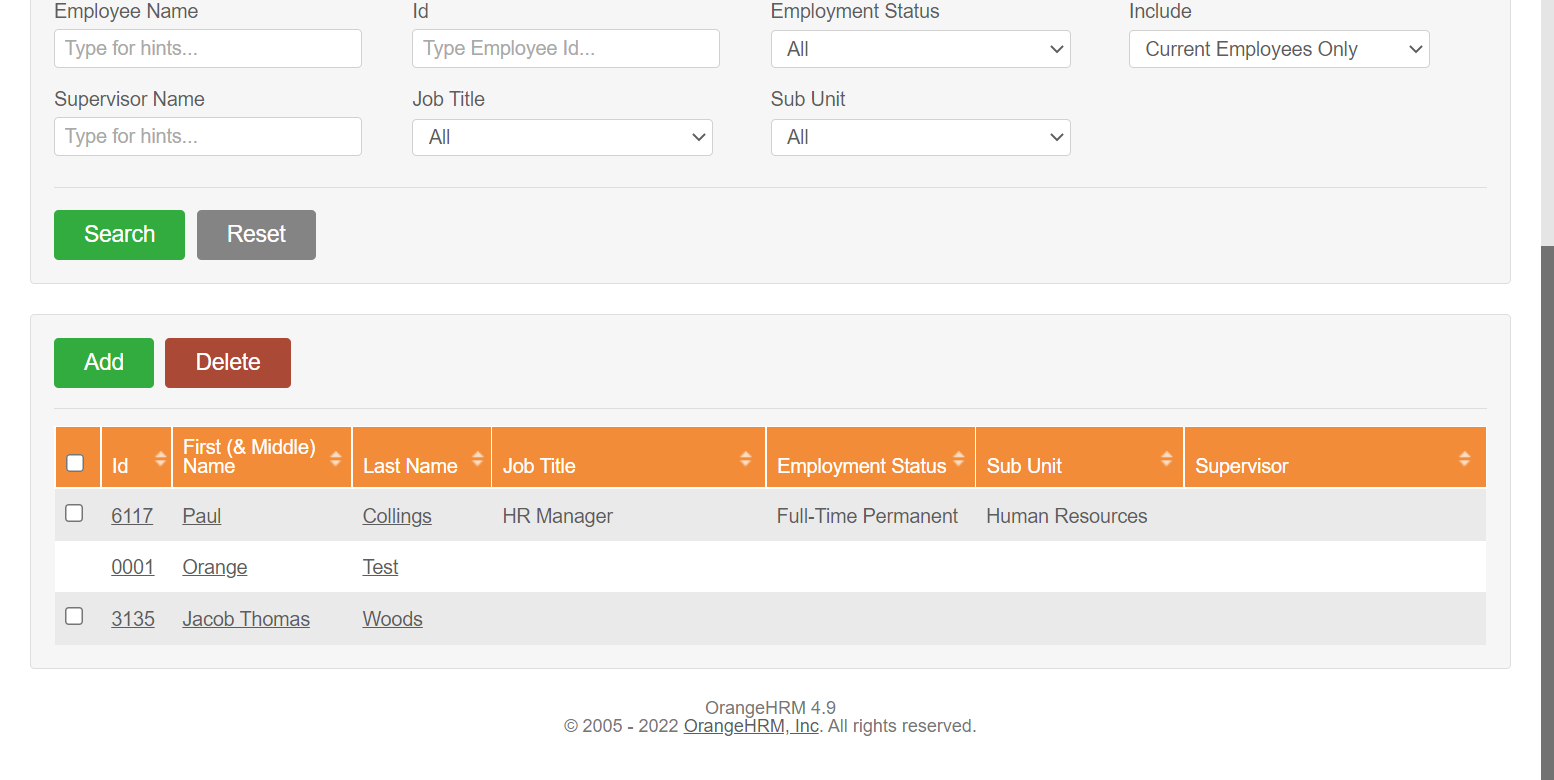 Employee Name Id Employment Status Include
Type for hints... Type Employee Id... All Current Employees Only
Supervisor Name Job Title Sub Unit
Type for hints... All All
Search Reset
Add Delete
Id First (& Middle) Name Last Name Job Title Employment Status Sub Unit Supervisor
6117 Paul Collings HR Manager Full-Time Permanent Human Resources
0001 Orange Test
3135 Jacob Thomas Woods
OrangeHRM 4.9
© 2005 - 2022 OrangeHRM, Inc. All rights reserved.